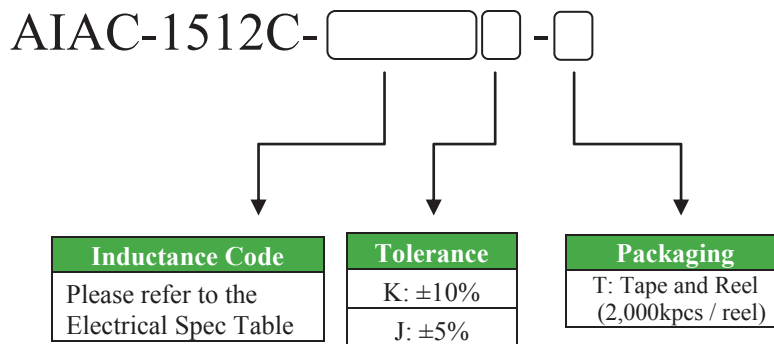 AIAC-1512C- -
Inductance Code
Please refer to the
Electrical Spec Table
Tolerance
K: ±10%
J: ±5%
Packaging
T: Tape and Reel
(2,000kpcs / reel)